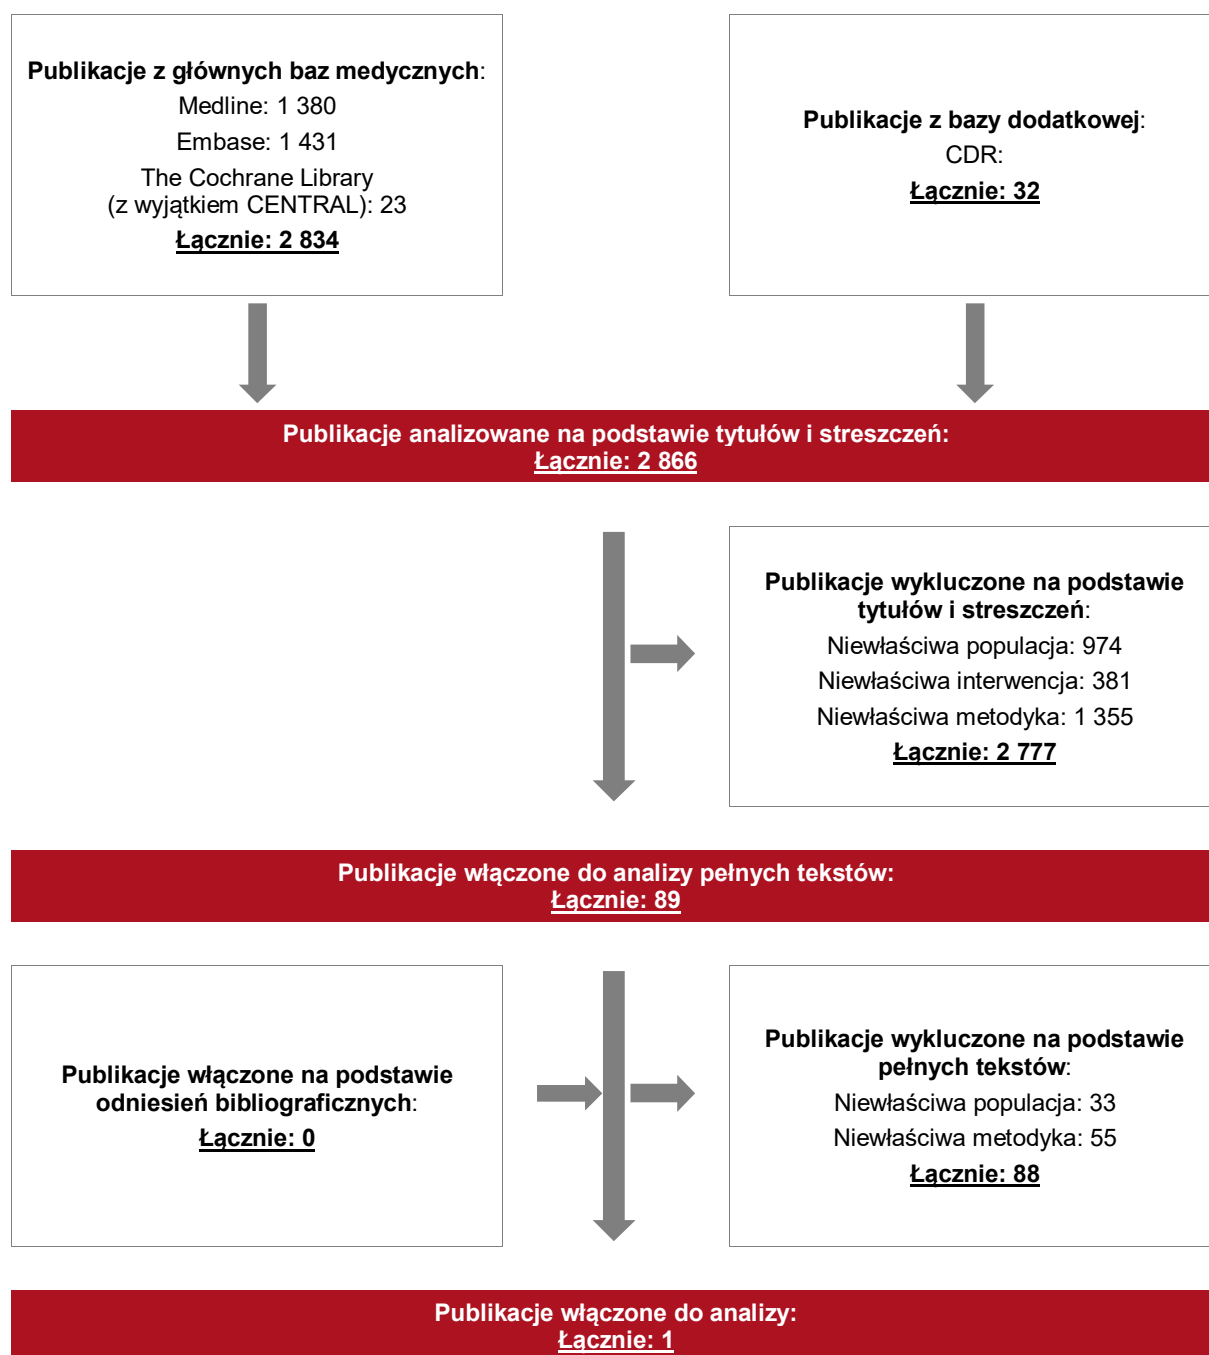 Publikacje z głównych baz medycznych:
Medline: 1 380
Embase: 1 431
The Cochrane Library
(z wyjątkiem CENTRAL): 23
Łącznie: 2 834
Publikacje z bazy dodatkowej:
CDR:
Łącznie: 32
Publikacje analizowane na podstawie tytułów i streszczeń:
Łącznie: 2 866
Publikacje wykluczone na podstawie
tytułów i streszczeń:
Niewłaściwa populacja: 974
Niewłaściwa interwencja: 381
Niewłaściwa metodyka: 1 355
Łącznie: 2 777
Publikacje włączone do analizy pełnych tekstów:
Łącznie: 89
Publikacje włączone na podstawie
odniesień bibliograficznych:
Łącznie: 0
Publikacje wykluczone na podstawie
pełnych tekstów:
Niewłaściwa populacja: 33
Niewłaściwa metodyka: 55
Łącznie: 88
Publikacje włączone do analizy:
Łącznie: 1